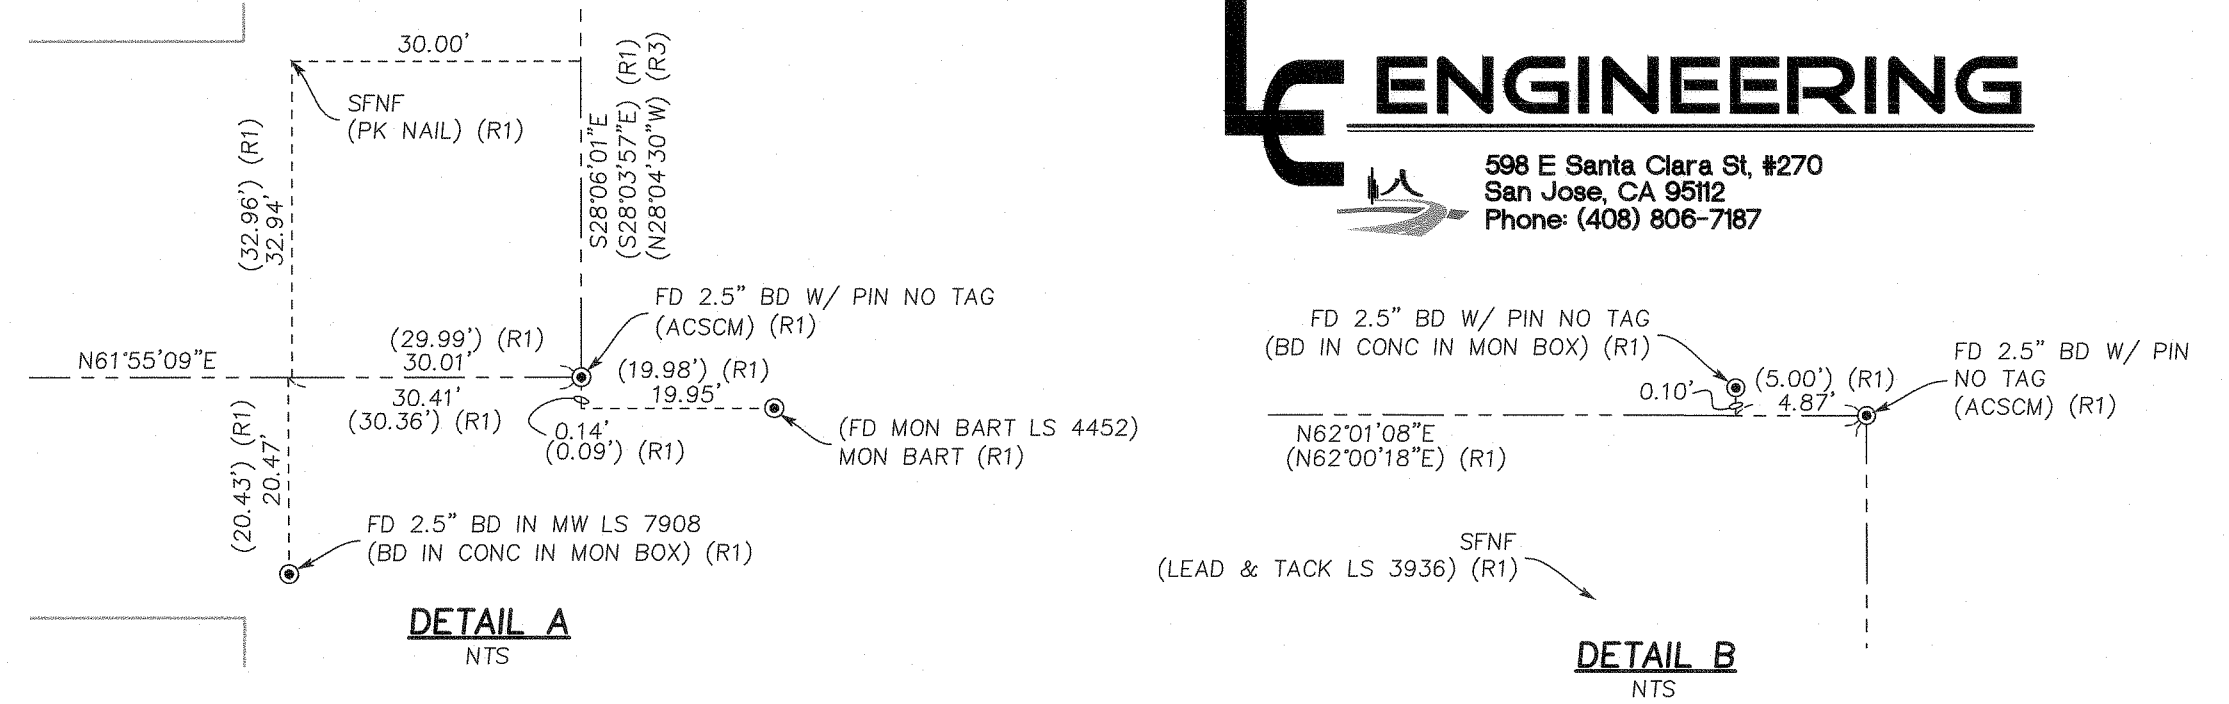 30.00'
SFNF
(PK NAIL) (R1)
(32.96') (R1)
32.94'
S28°06'01"E
(S28°03'57"E) (R1)
(N28°04'30"W) (R3)
FD 2.5" BD W/ PIN NO TAG
(ACSCM) (R1)
N61°55'09"E
(29.99') (R1)
30.01'
30.41'
(30.36') (R1)
(19.98') (R1)
19.95'
0.14'
(0.09') (R1)
(FD MON BART LS 4452)
MON BART (R1)
(20.43') (R1)
20.47'
FD 2.5" BD IN MW LS 7908
(BD IN CONC IN MON BOX) (R1)
DETAIL A
NTS
LC ENGINEERING
598 E Santa Clara St, #270
San Jose, CA 95112
Phone: (408) 806-7187
FD 2.5" BD W/ PIN NO TAG
(BD IN CONC IN MON BOX) (R1)
0.10'
(5.00') (R1)
4.87'
FD 2.5" BD W/ PIN
NO TAG
(ACSCM) (R1)
N62°01'08"E
(N62°00'18"E) (R1)
SFNF
(LEAD & TACK LS 3936) (R1)
DETAIL B
NTS